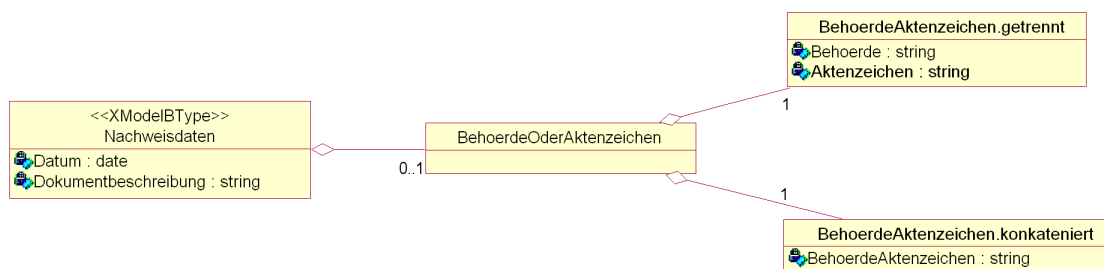 BehoerdeAktenzeichen.getrennt
Behoerde : string
Aktenzeichen : string
1
<<XModelBType>>
Nachweisdaten
Datum : date
Dokumentbeschreibung : string
0..1
BehoerdeOderAktenzeichen
1
BehoerdeAktenzeichen.konkateniert
BehoerdeAktenzeichen : string